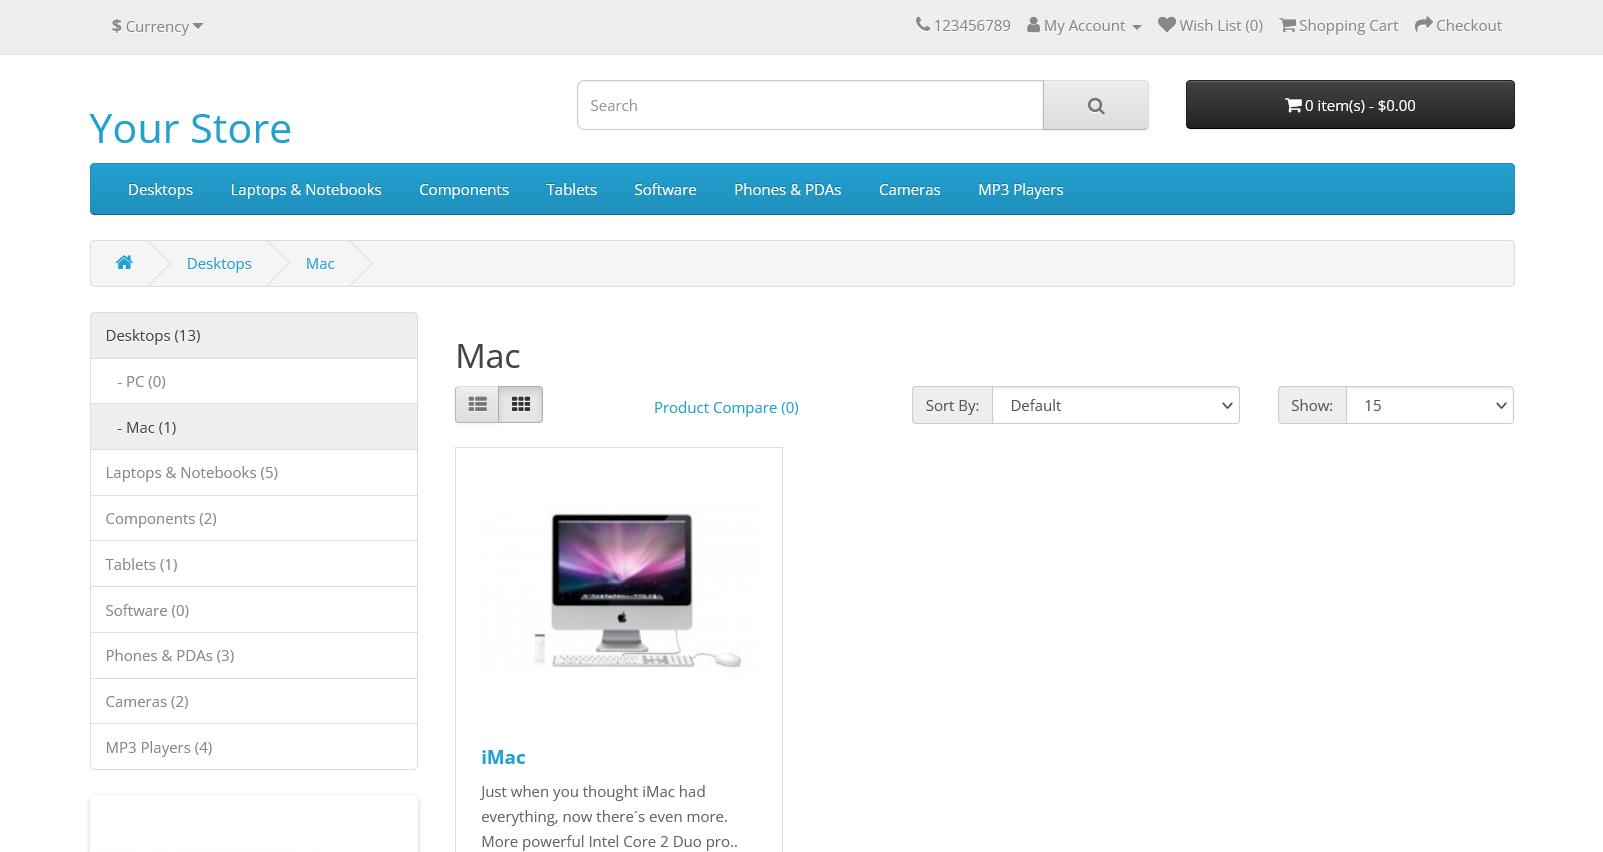 $ Currency
123456789
My Account
Wish List (0)
Shopping Cart
Checkout
Your Store
Search
0 item(s) - $0.00
Desktops
Laptops & Notebooks
Components
Tablets
Software
Phones & PDAs
Cameras
MP3 Players
Desktops
Mac
Desktops (13)
- PC (0)
- Mac (1)
Laptops & Notebooks (5)
Components (2)
Tablets (1)
Software (0)
Phones & PDAs (3)
Cameras (2)
MP3 Players (4)
Mac
Product Compare (0)
Sort By:
Default
Show:
15
iMac
Just when you thought iMac had
everything, now there´s even more.
More powerful Intel Core 2 Duo pro..